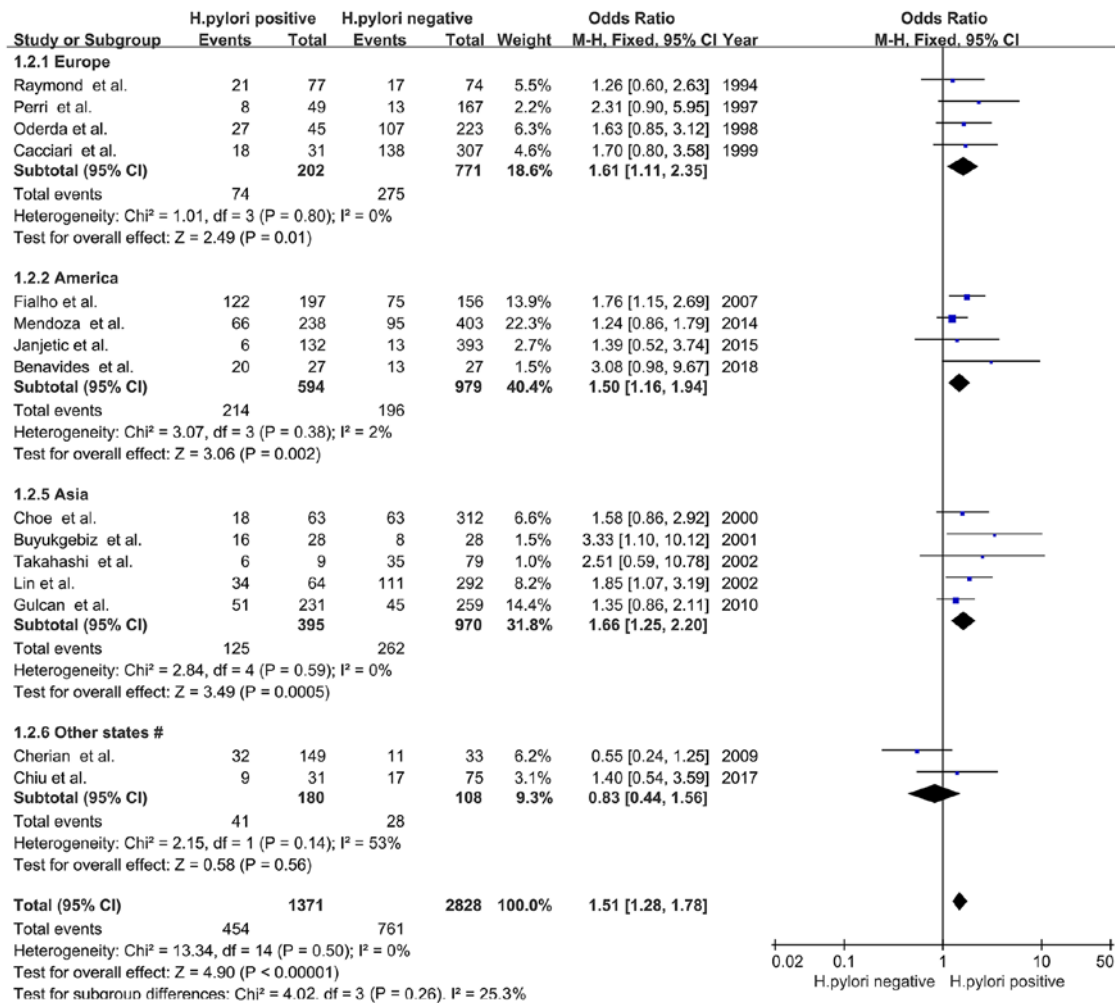 H.pylori positive H.pylori negative Odds Ratio Odds Ratio
Study or Subgroup Events Total Events Total Weight M-H, Fixed, 95% CI Year M-H, Fixed, 95% CI
1.2.1 Europe
Raymond et al. 21 77 17 74 5.5% 1.26 [0.60, 2.63] 1994
Perri et al. 8 49 13 167 2.2% 2.31 [0.90, 5.95] 1997
Oderda et al. 27 45 107 223 6.3% 1.63 [0.85, 3.12] 1998
Cacciari et al. 18 31 138 307 4.6% 1.70 [0.80, 3.58] 1999
Subtotal (95% CI) 202 771 18.6% 1.61 [1.11, 2.35]
Total events 74 275
Heterogeneity: Chi² = 1.01, df = 3 (P = 0.80); I² = 0%
Test for overall effect: Z = 2.49 (P = 0.01)
1.2.2 America
Fialho et al. 122 197 75 156 13.9% 1.76 [1.15, 2.69] 2007
Mendoza et al. 66 238 95 403 22.3% 1.24 [0.86, 1.79] 2014
Janjetic et al. 6 132 13 393 2.7% 1.39 [0.52, 3.74] 2015
Benavides et al. 20 27 13 27 1.5% 3.08 [0.98, 9.67] 2018
Subtotal (95% CI) 594 979 40.4% 1.50 [1.16, 1.94]
Total events 214 196
Heterogeneity: Chi² = 3.07, df = 3 (P = 0.38); I² = 2%
Test for overall effect: Z = 3.06 (P = 0.002)
1.2.5 Asia
Choe et al. 18 63 63 312 6.6% 1.58 [0.86, 2.92] 2000
Buyukgebiz et al. 16 28 8 28 1.5% 3.33 [1.10, 10.12] 2001
Takahashi et al. 6 9 35 79 1.0% 2.51 [0.59, 10.78] 2002
Lin et al. 34 64 111 292 8.2% 1.85 [1.07, 3.19] 2002
Gulcan et al. 51 231 45 259 14.4% 1.35 [0.86, 2.11] 2010
Subtotal (95% CI) 395 970 31.8% 1.66 [1.25, 2.20]
Total events 125 262
Heterogeneity: Chi² = 2.84, df = 4 (P = 0.59); I² = 0%
Test for overall effect: Z = 3.49 (P = 0.0005)
1.2.6 Other states #
Cherian et al. 32 149 11 33 6.2% 0.55 [0.24, 1.25] 2009
Chiu et al. 9 31 17 75 3.1% 1.40 [0.54, 3.59] 2017
Subtotal (95% CI) 180 108 9.3% 0.83 [0.44, 1.56]
Total events 41 28
Heterogeneity: Chi² = 2.15, df = 1 (P = 0.14); I² = 53%
Test for overall effect: Z = 0.58 (P = 0.56)
Total (95% CI) 1371 2828 100.0% 1.51 [1.28, 1.78]
Total events 454 761
Heterogeneity: Chi² = 13.34, df = 14 (P = 0.50); I² = 0%
Test for overall effect: Z = 4.90 (P < 0.00001)
Test for subgroup differences: Chi² = 4.02. df = 3 (P = 0.26). I² = 25.3%
0.02 0.1 1 10 50
H.pylori negative H.pylori positive